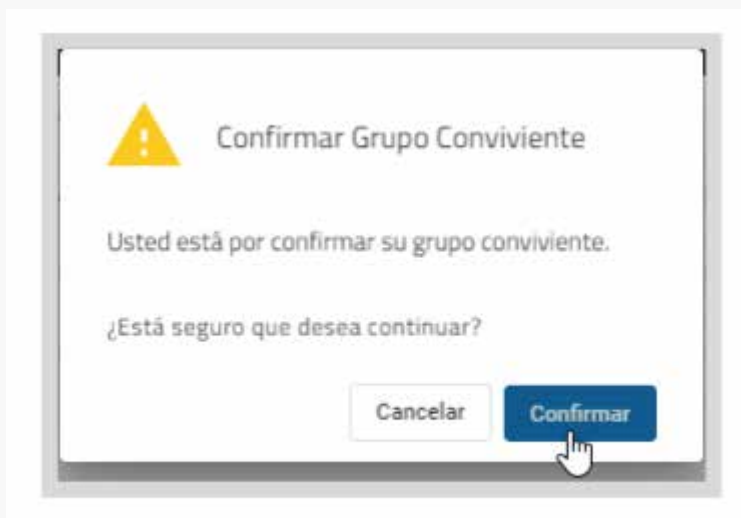 Confirmar Grupo Conviviente
Usted está por confirmar su grupo conviviente.
¿Está seguro que desea continuar?
Cancelar
Confirmar